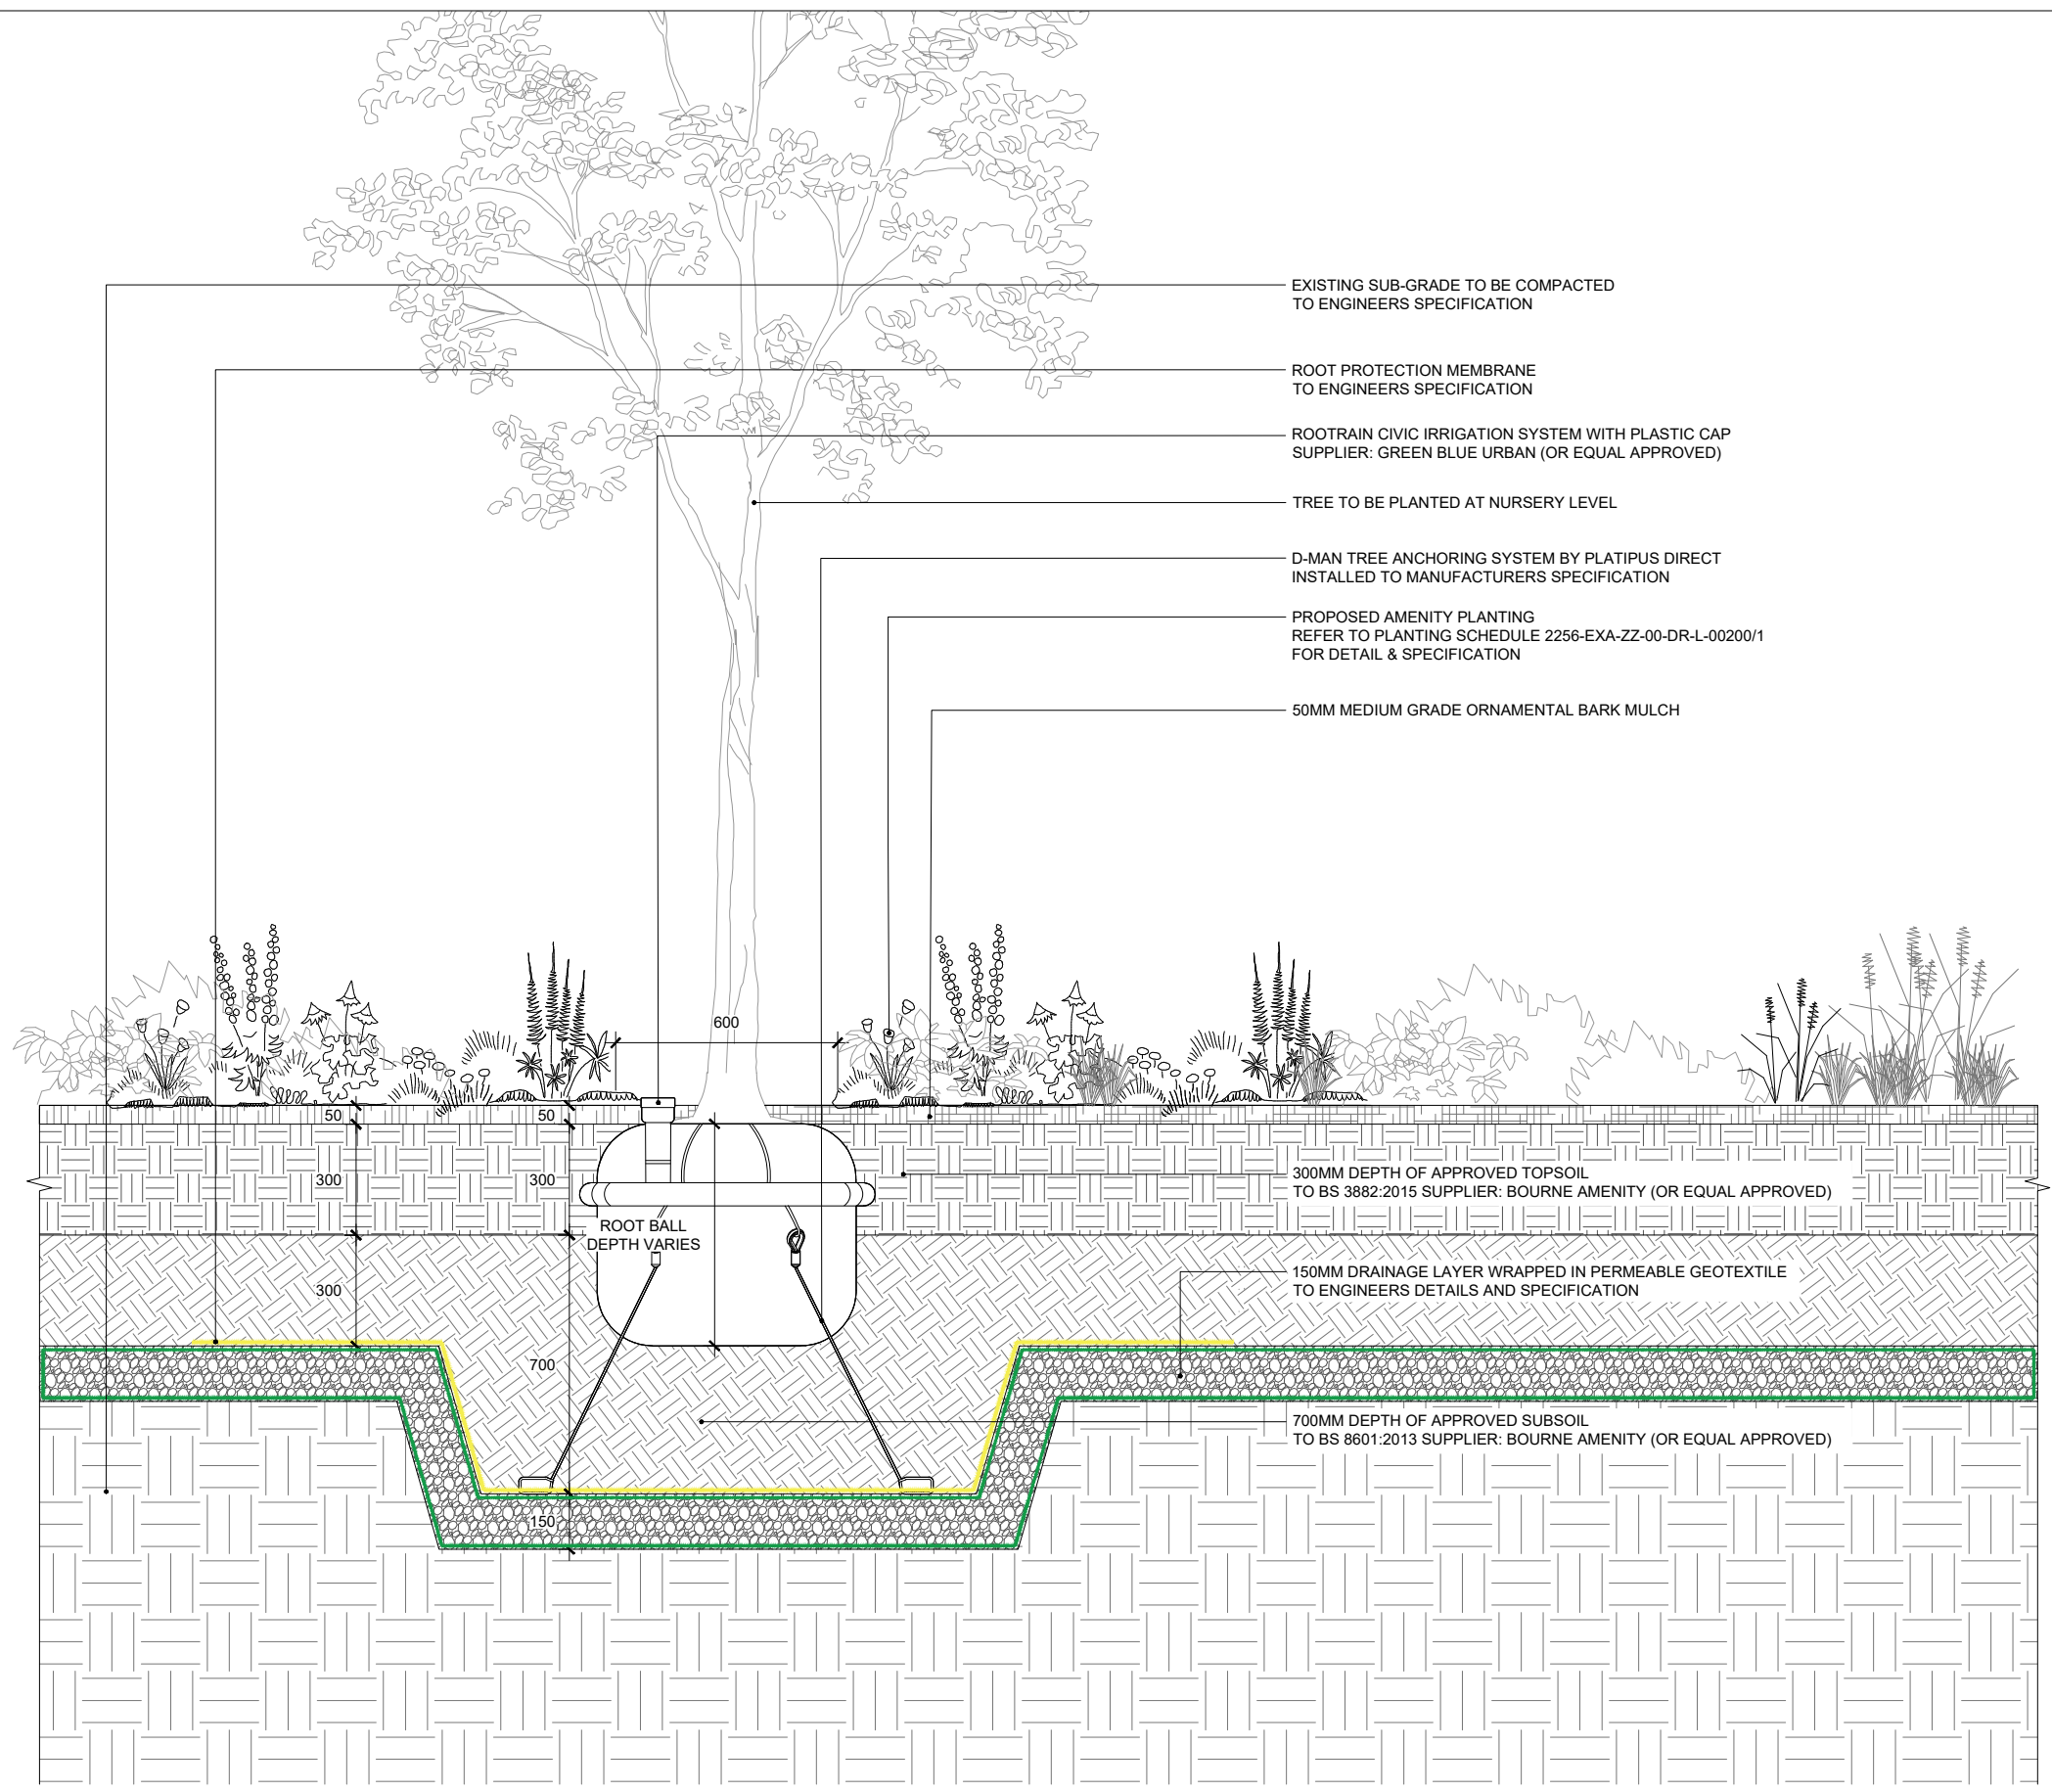 EXISTING SUB-GRADE TO BE COMPACTED
TO ENGINEERS SPECIFICATION
ROOT PROTECTION MEMBRANE
TO ENGINEERS SPECIFICATION
ROOTRAIN CIVIC IRRIGATION SYSTEM WITH PLASTIC CAP
SUPPLIER: GREEN BLUE URBAN (OR EQUAL APPROVED)
TREE TO BE PLANTED AT NURSERY LEVEL
D-MAN TREE ANCHORING SYSTEM BY PLATIPUS DIRECT
INSTALLED TO MANUFACTURERS SPECIFICATION
PROPOSED AMENITY PLANTING
REFER TO PLANTING SCHEDULE 2256-EXA-ZZ-00-DR-L-00200/1
FOR DETAIL & SPECIFICATION
50MM MEDIUM GRADE ORNAMENTAL BARK MULCH
600
50
50
300
300
300MM DEPTH OF APPROVED TOPSOIL
TO BS 3882:2015 SUPPLIER: BOURNE AMENITY (OR EQUAL APPROVED)
ROOT BALL
DEPTH VARIES
300
150MM DRAINAGE LAYER WRAPPED IN PERMEABLE GEOTEXTILE
TO ENGINEERS DETAILS AND SPECIFICATION
700
700MM DEPTH OF APPROVED SUBSOIL
TO BS 8601:2013 SUPPLIER: BOURNE AMENITY (OR EQUAL APPROVED)
150